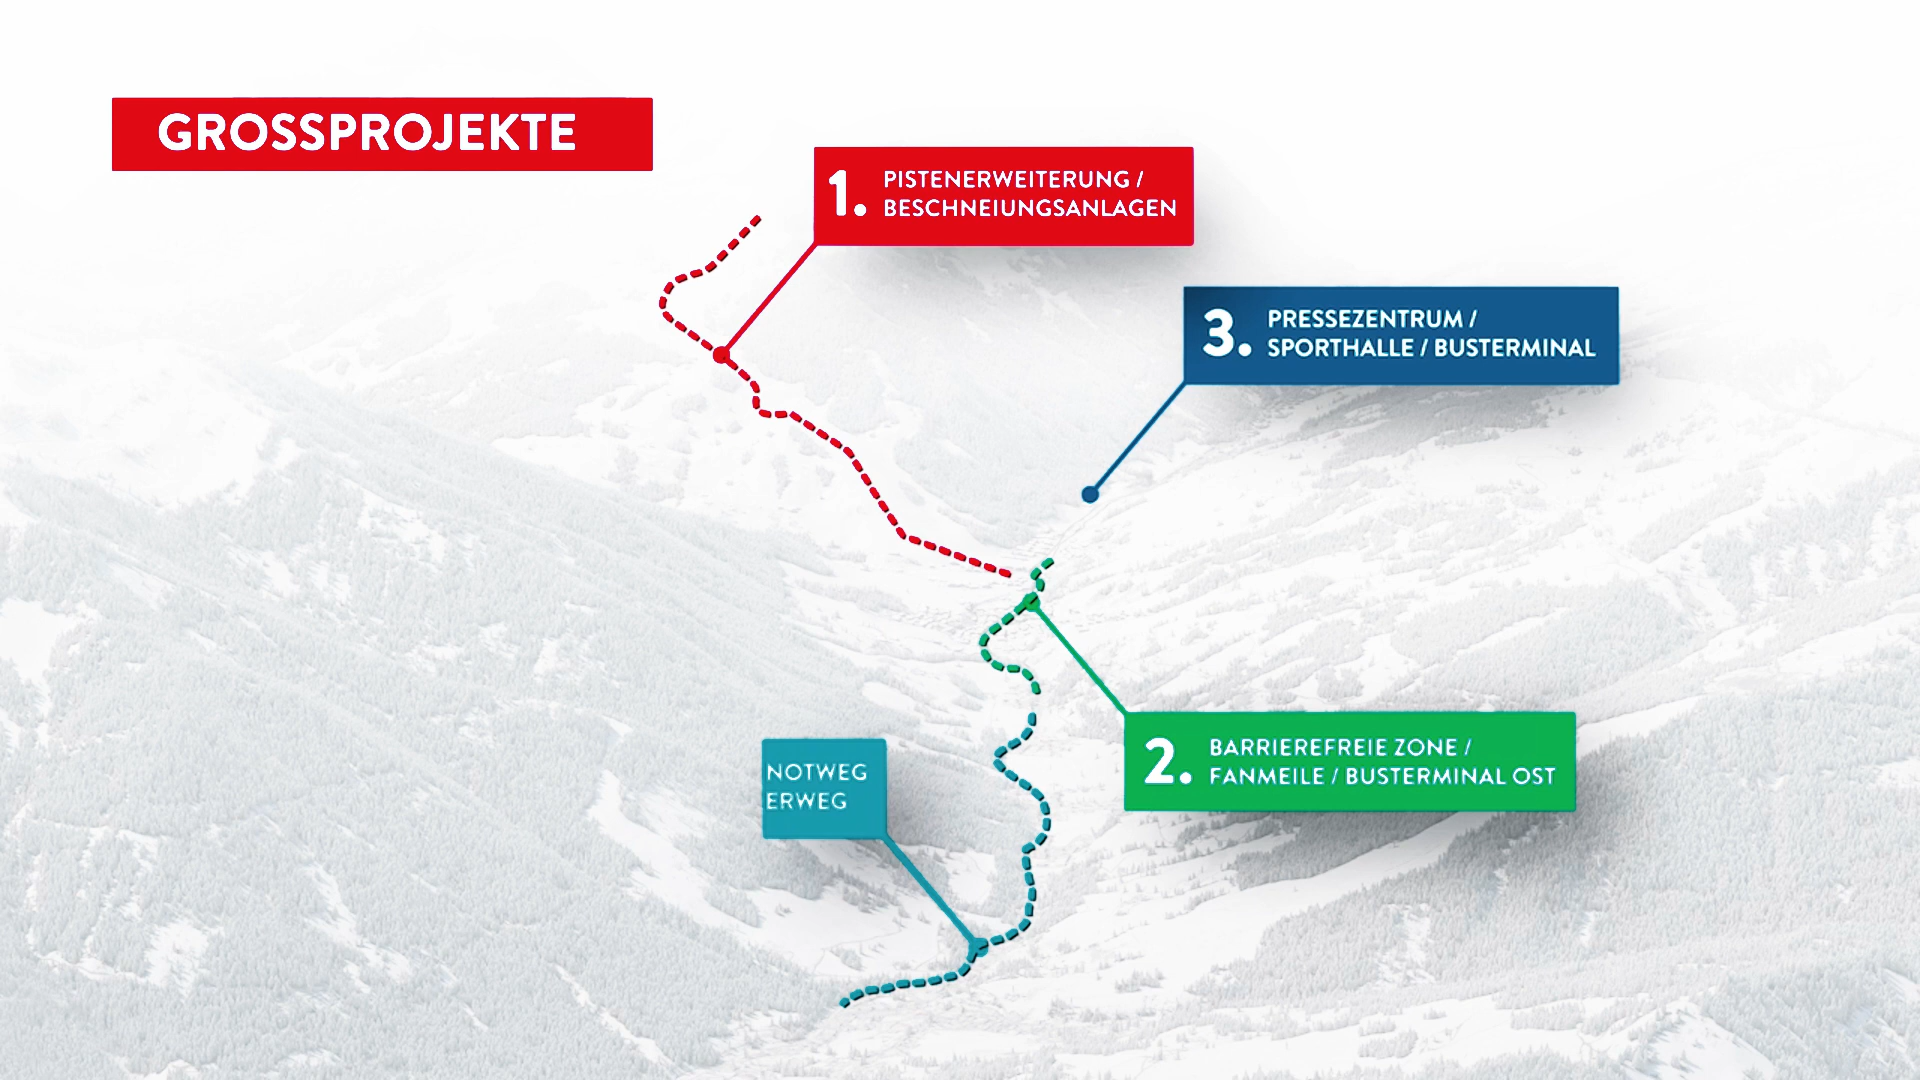 GROSSPROJEKTE
1. PISTENERWEITERUNG /
BESCHNEIUNGSANLAGEN
3. PRESSEZENTRUM /
SPORTHALLE / BUSTERMINAL
2. BARRIEREFREIE ZONE /
FANMEILE / BUSTERMINAL OST
NOTWEG
ERWEG